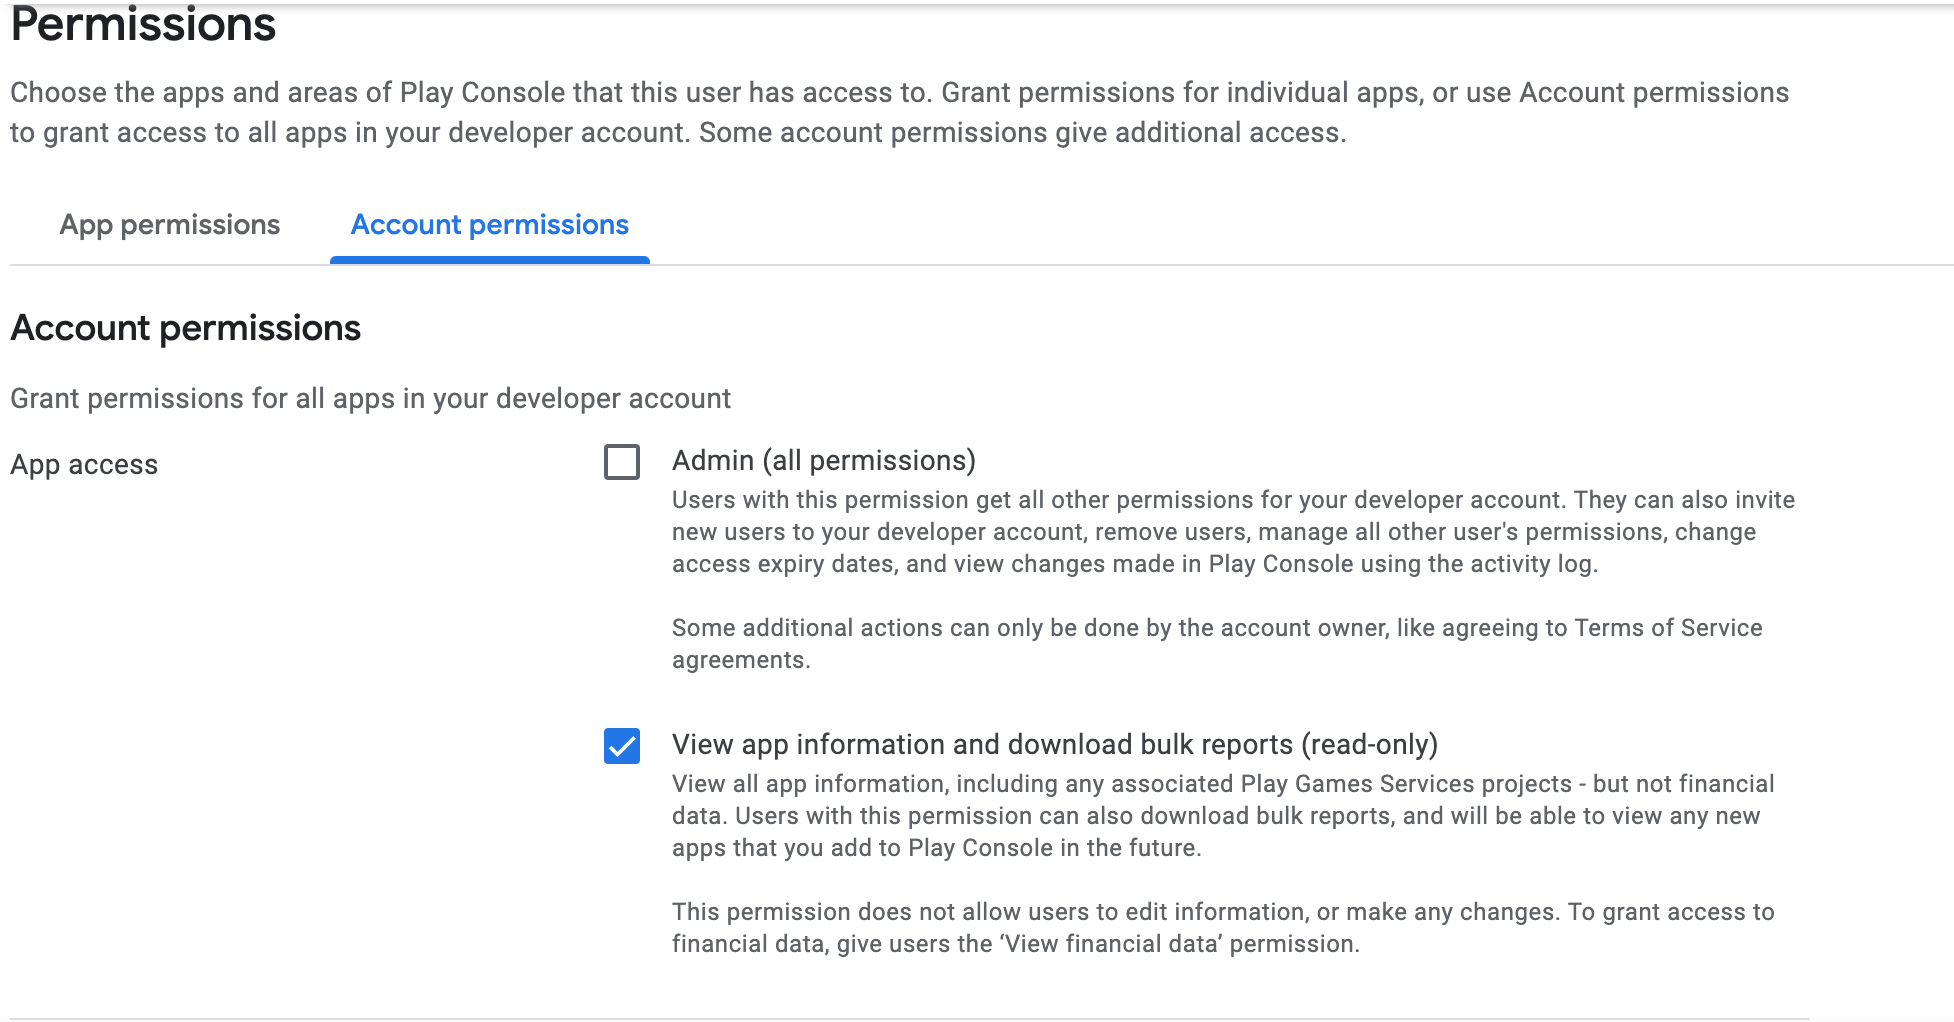 Permissions
Choose the apps and areas of Play Console that this user has access to. Grant permissions for individual apps, or use Account permissions
to grant access to all apps in your developer account. Some account permissions give additional access.
App permissions
Account permissions
Account permissions
Grant permissions for all apps in your developer account
App access
Admin (all permissions)
Users with this permission get all other permissions for your developer account. They can also invite
new users to your developer account, remove users, manage all other user's permissions, change
access expiry dates, and view changes made in Play Console using the activity log.
Some additional actions can only be done by the account owner, like agreeing to Terms of Service
agreements.
View app information and download bulk reports (read-only)
View all app information, including any associated Play Games Services projects - but not financial
data. Users with this permission can also download bulk reports, and will be able to view any new
apps that you add to Play Console in the future.
This permission does not allow users to edit information, or make any changes. To grant access to
financial data, give users the ‘View financial data’ permission.